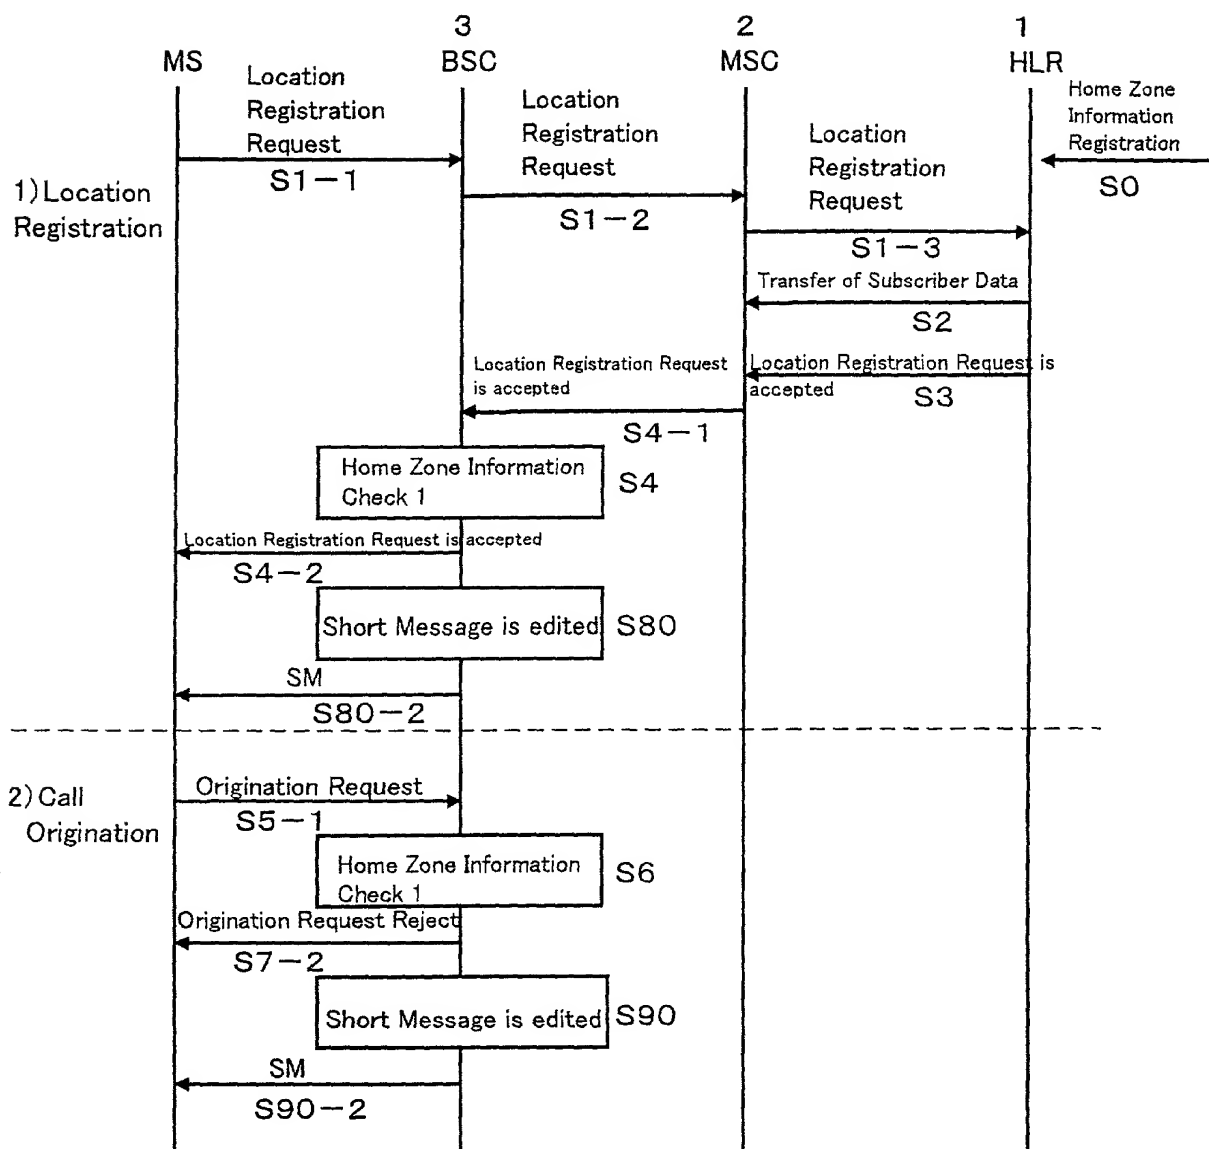 3
2
1
MS
BSC
MSC
HLR
Location
Registration
Request
S1-1
Location
Registration
Request
S1-2
Location
Registration
Request
S1-3
Home Zone
Information
Registration
S0
1) Location
Registration
Transfer of Subscriber Data
S2
Location Registration Request is
accepted
S3
Location Registration Request
is accepted
S4-1
Home Zone Information
Check 1
S4
Location Registration Request is accepted
S4-2
Short Message is edited
S80
SM
S80-2
2) Call
Origination
Origination Request
S5-1
Home Zone Information
Check 1
S6
Origination Request Reject
S7-2
Short Message is edited
S90
SM
S90-2